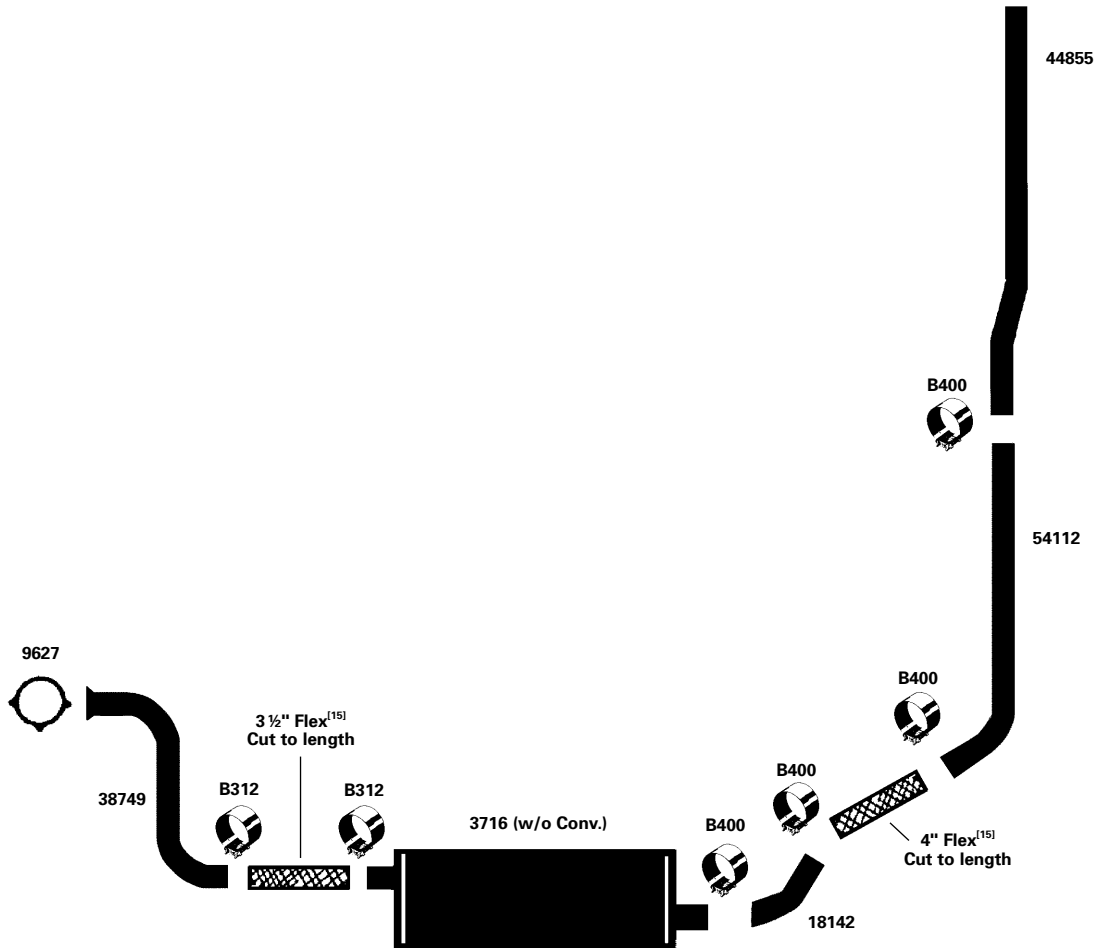 44855
B400
54112
9627
B400
3 ½" Flex[15]
Cut to length
38749
B312
B312
3716 (w/o Conv.)
B400
B400
4" Flex[15]
Cut to length
18142